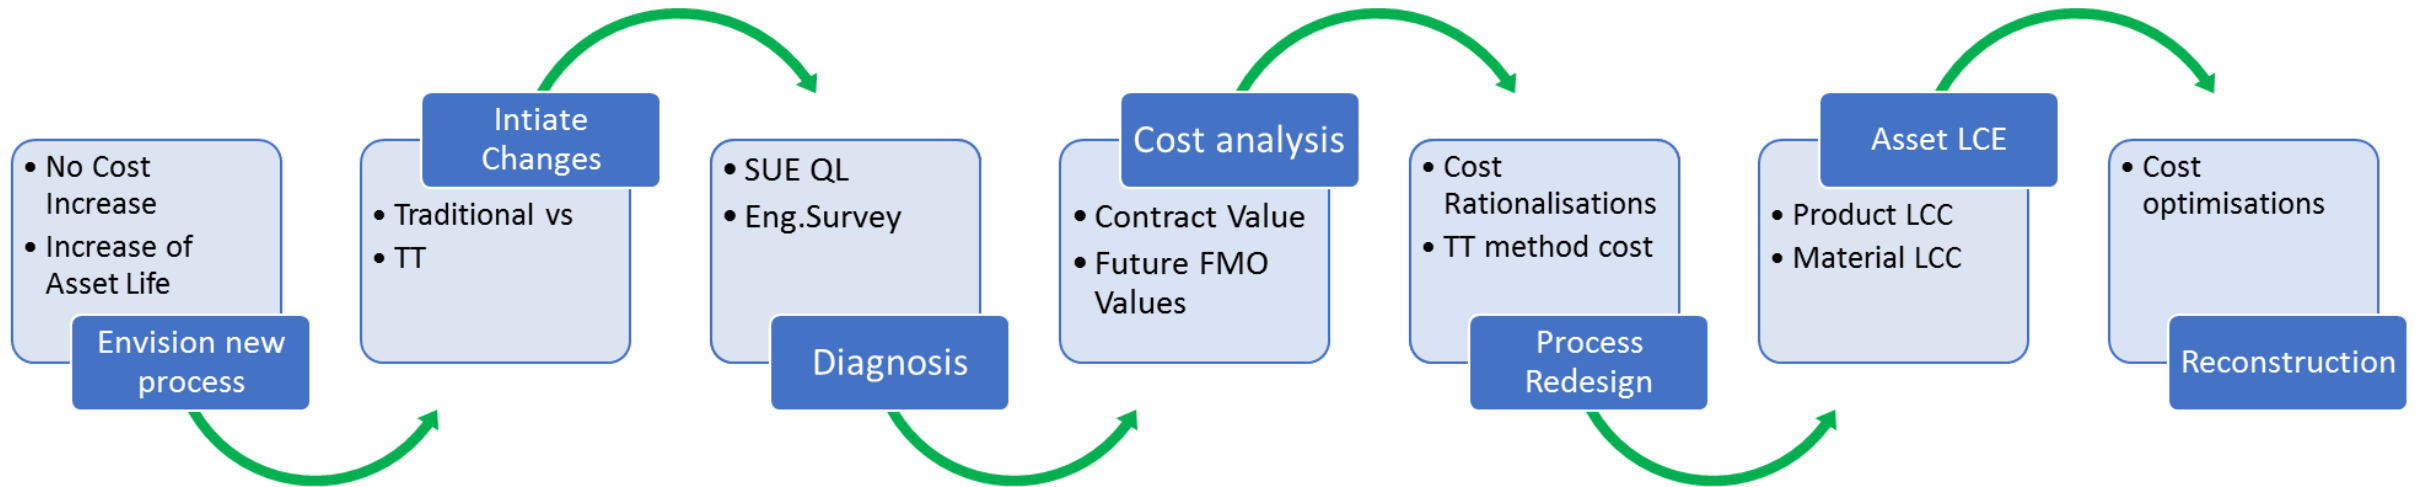 • No Cost
Increase
• Increase of
Asset Life
Envision new
process
Intiate
Changes
• Traditional vs
• TT
• SUE QL
• Eng.Survey
Diagnosis
Cost analysis
• Contract Value
• Future FMO
Values
• Cost
Rationalisations
• TT method cost
Process
Redesign
Asset LCE
• Product LCC
• Material LCC
• Cost
optimisations
Reconstruction